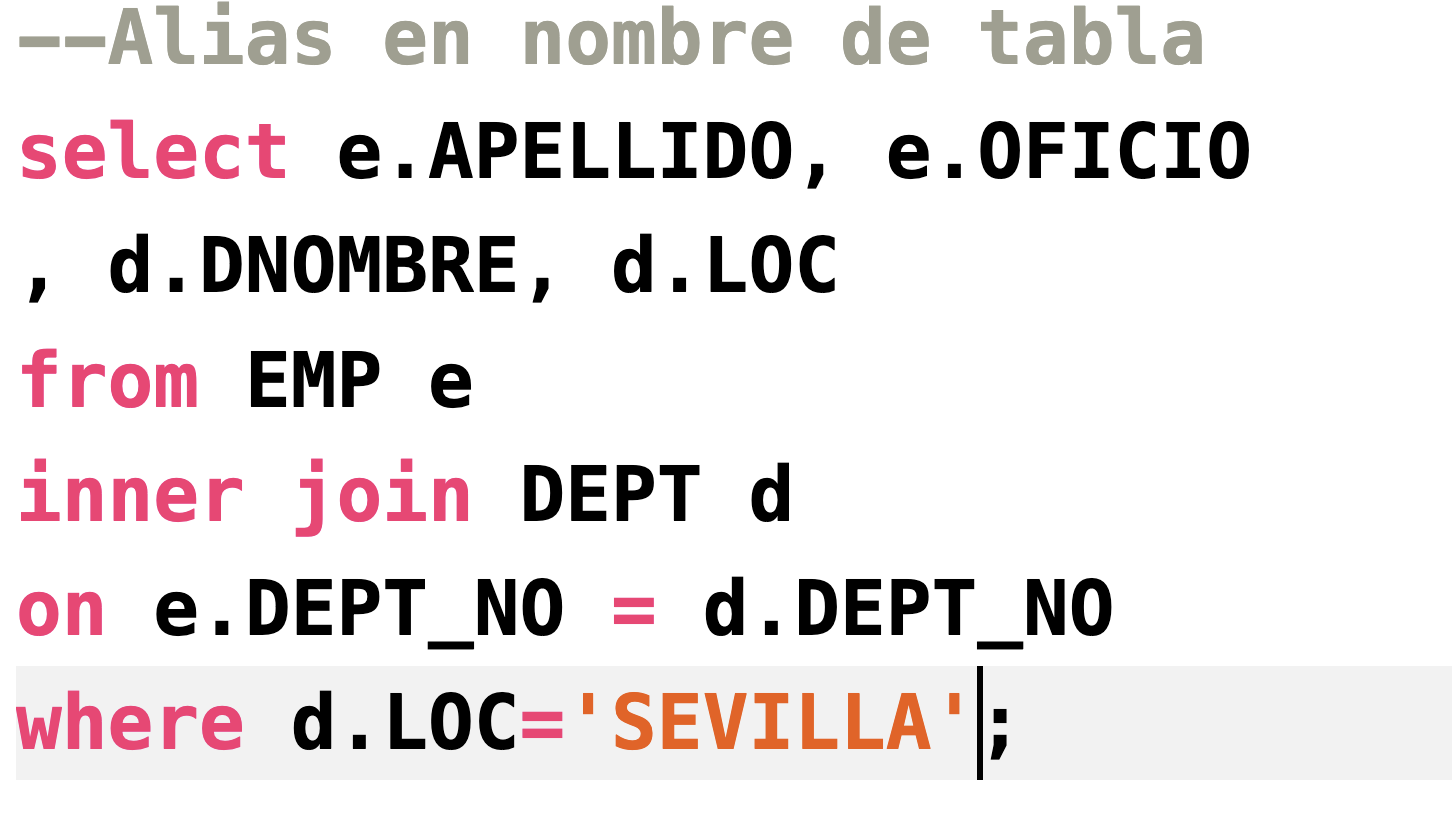 --Alias en nombre de tabla
select e.APELLIDO, e.OFICIO
, d.DNOMBRE, d.LOC
from EMP e
inner join DEPT d
on e.DEPT_NO = d.DEPT_NO
where d.LOC='SEVILLA';